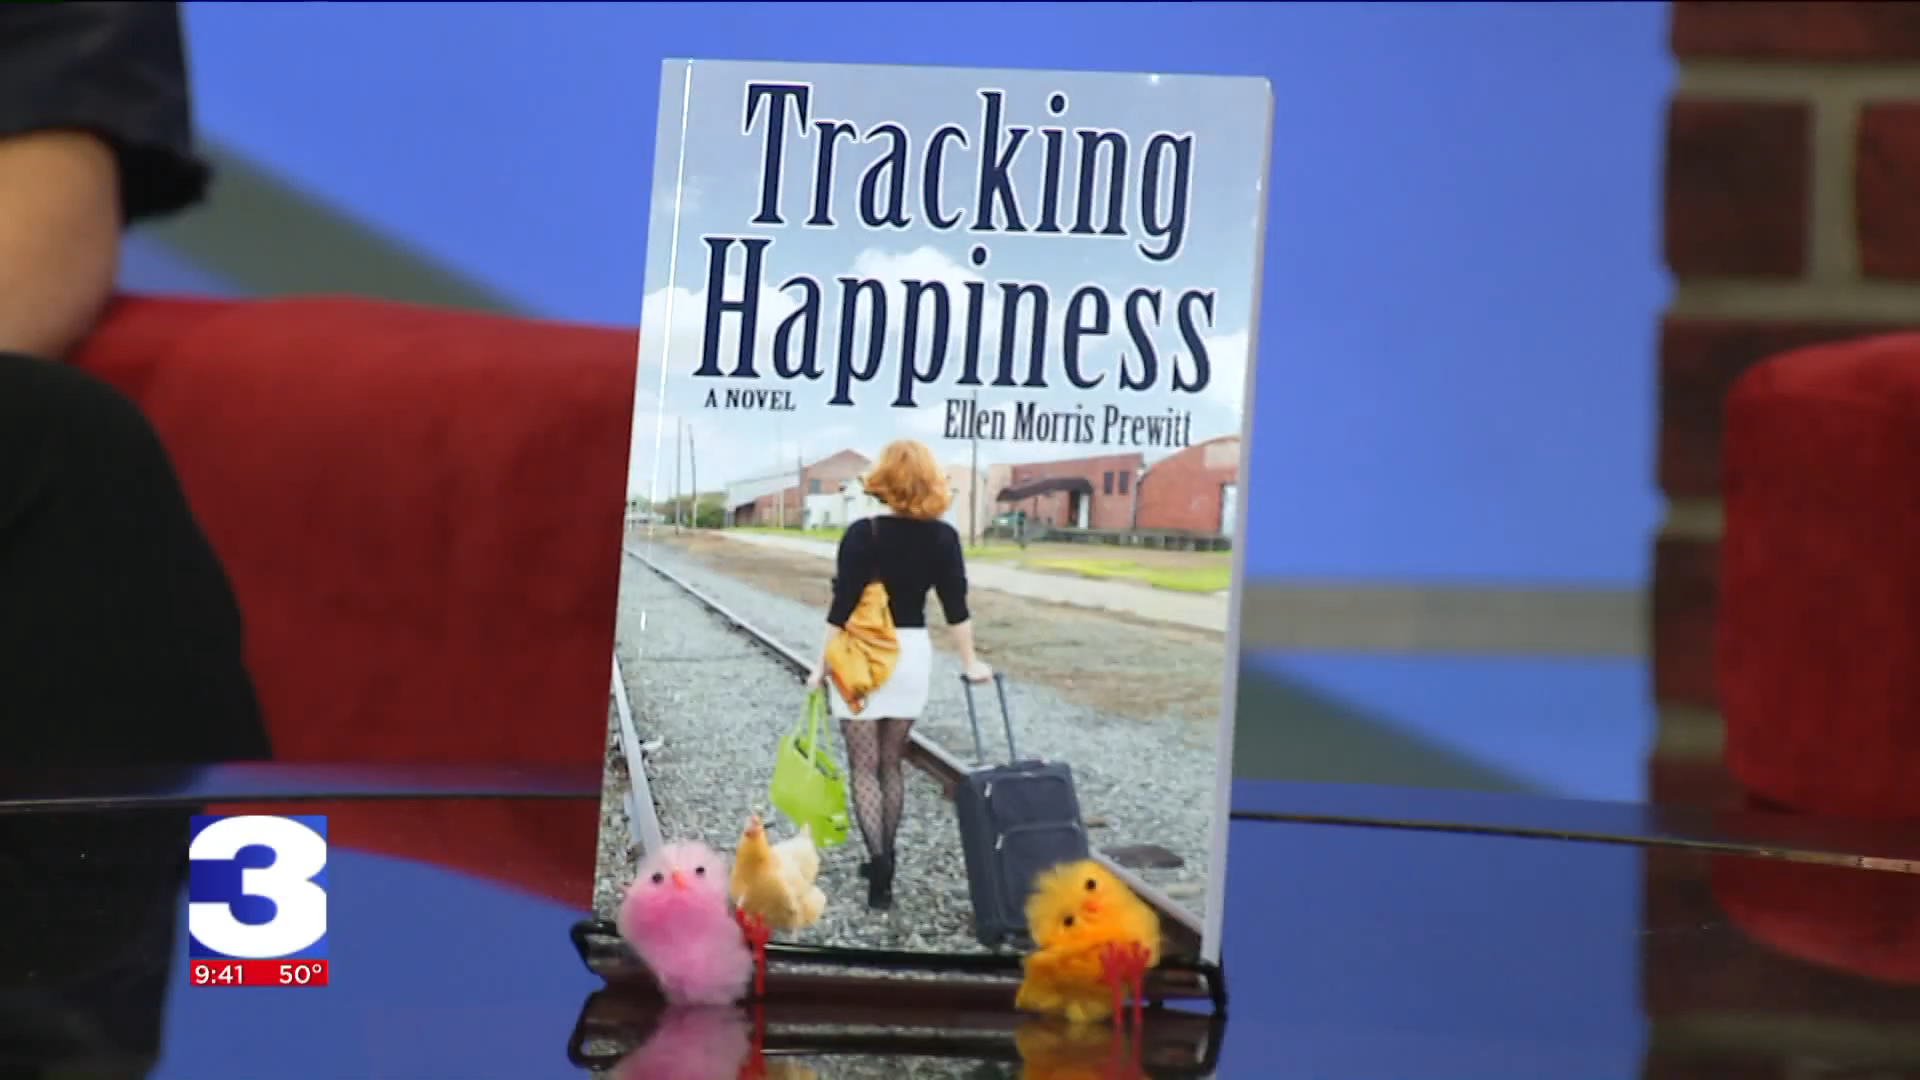 Tracking
Happiness
A NOVEL
Ellen Morris Prewitt
3
9:41 50°